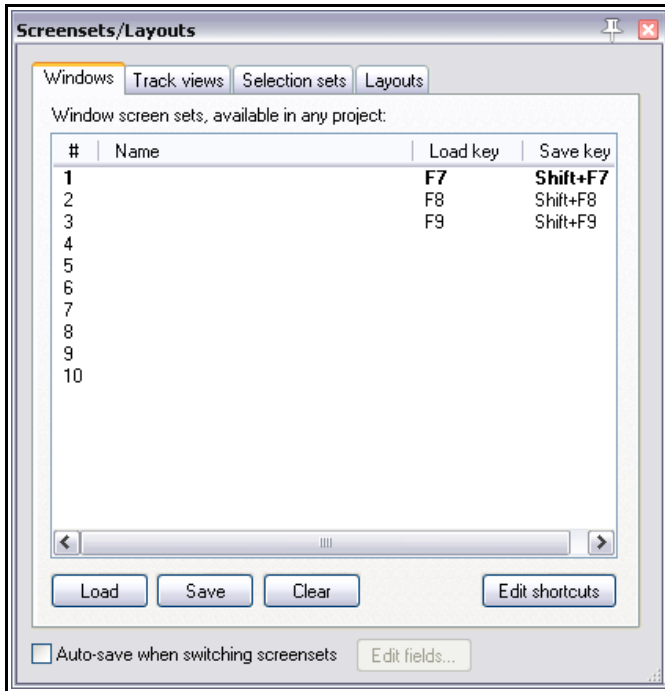 Screensets/Layouts
Windows Track views Selection sets Layouts
Window screen sets, available in any project:
# Name Load key Save key
1 F7 Shift+F7
2 F8 Shift+F8
3 F9 Shift+F9
4
5
6
7
8
9
10
Load Save Clear Edit shortcuts
Auto-save when switching screensets Edit fields...